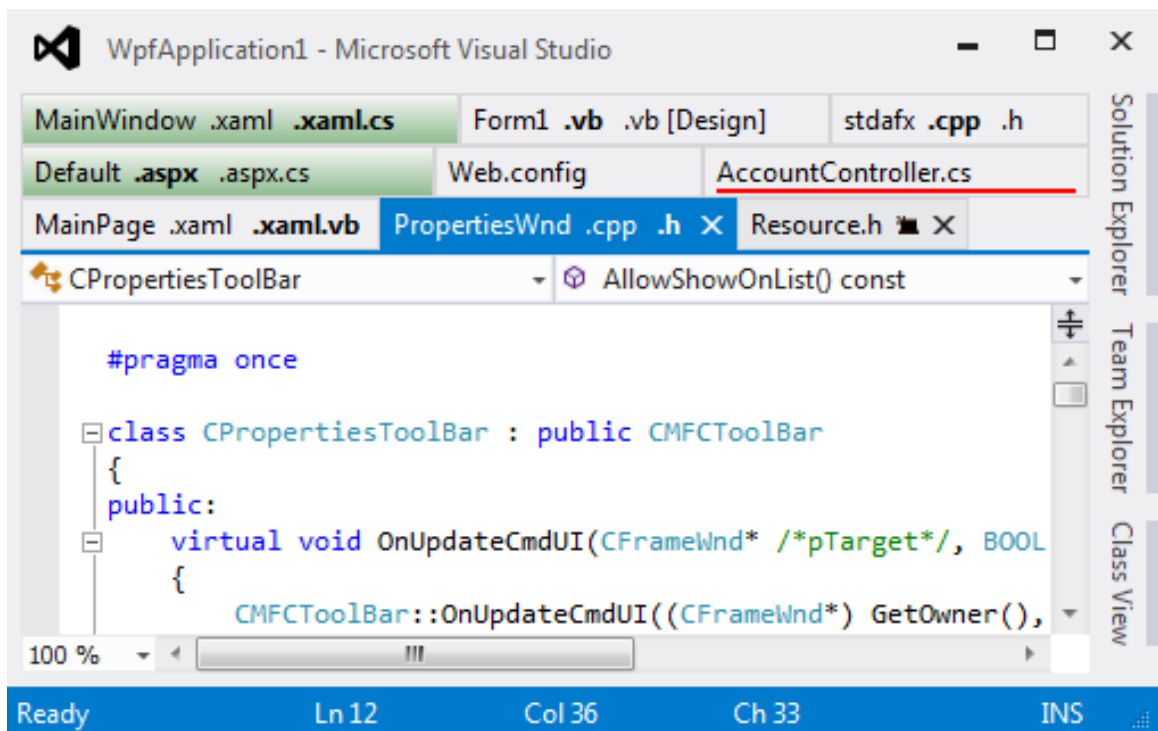 WpfApplication1 - Microsoft Visual Studio
MainWindow .xaml .xaml.cs Form1 .vb .vb [Design] stdafx .cpp .h
Default .aspx .aspx.cs Web.config AccountController.cs
MainPage .xaml .xaml.vb PropertiesWnd .cpp .h Resource.h
CPropertiesToolBar AllowShowOnList() const
#pragma once
class CPropertiesToolBar : public CMFCToolBar
{
public:
virtual void OnUpdateCmdUI(CFrameWnd* /*pTarget*/, BOOL
{
CMFCToolBar::OnUpdateCmdUI((CFrameWnd*) GetOwner(),
100 %
Ready Ln 12 Col 36 Ch 33 INS
Solution Explorer
Team Explorer
Class View